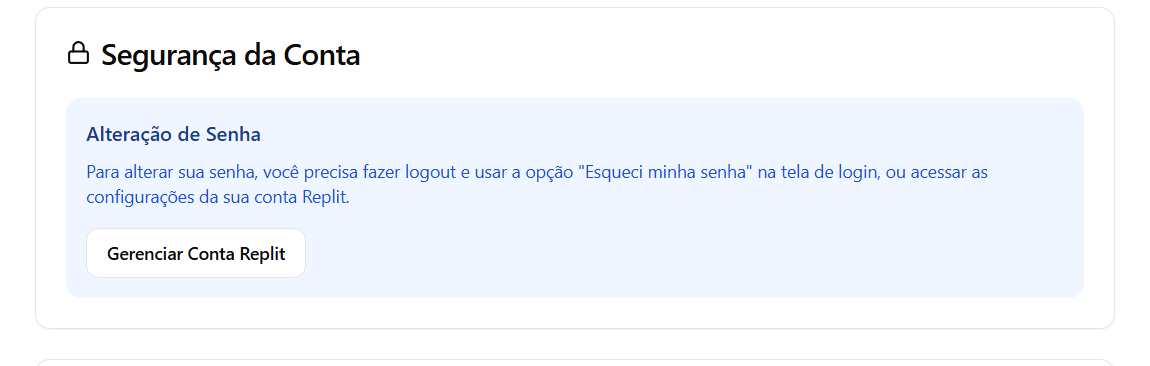 Segurança da Conta
Alteração de Senha
Para alterar sua senha, você precisa fazer logout e usar a opção "Esqueci minha senha" na tela de login, ou acessar as
configurações da sua conta Replit.
Gerenciar Conta Replit